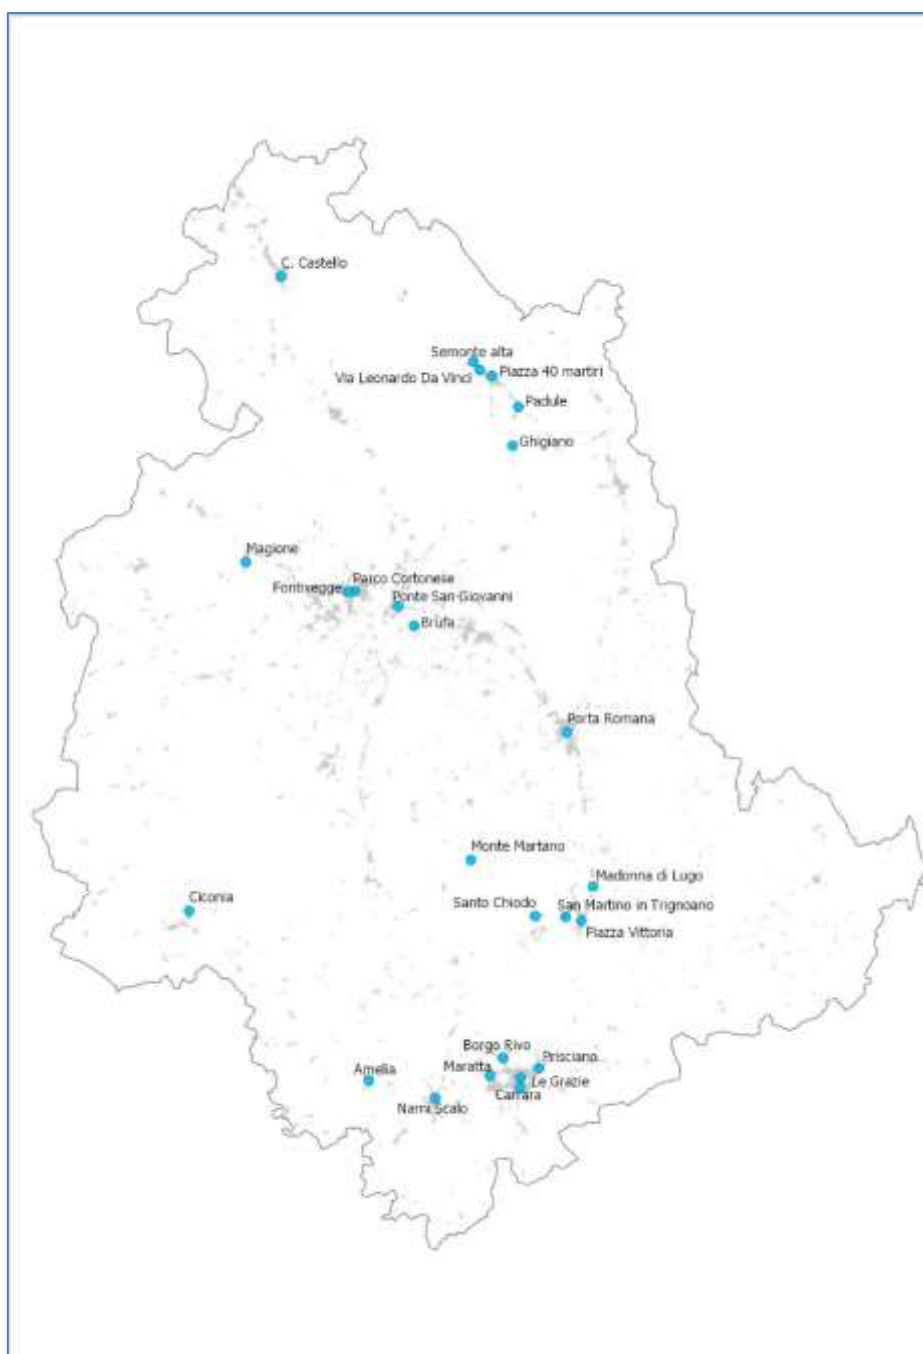 C. Castello
Semonte alta
Via Leonardo Da Vinci
Piazza 40 martiri
Padule
Ghigiano
Magione
Fontivegge
Parco Cortonese
Ponte San Giovanni
Brufa
Porta Romana
Monte Martano
Madonna di Lugo
Ciconia
Santo Chiodo
San Martino in Trignoano
Piazza Vittoria
Borgo Rivo
Prisciano
Maratta
Le Grazie
Amelia
Carrara
Narni Scalo